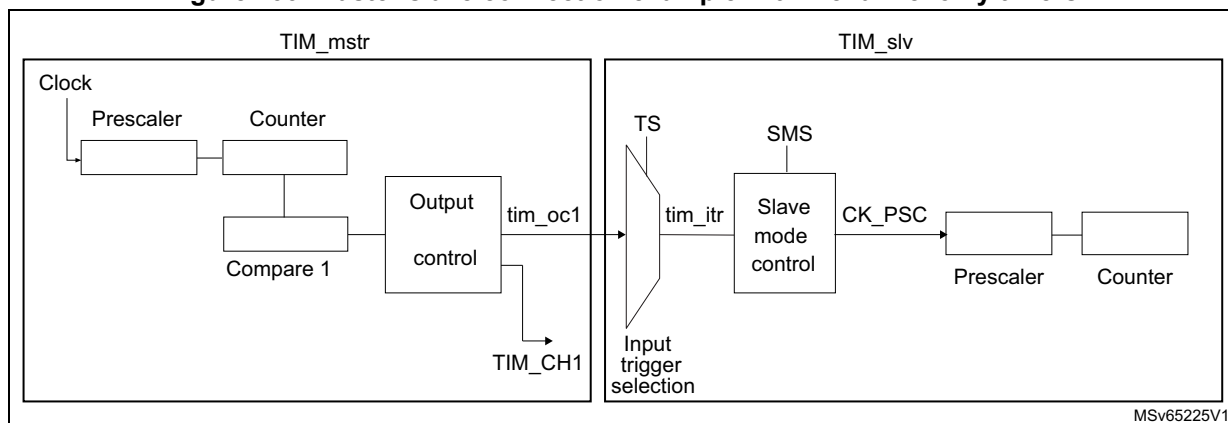 TIM_mstr
TIM_slv
Clock
Prescaler
Counter
Compare 1
Output
control
tim_oc1
TIM_CH1
TS
Input
trigger
selection
tim_itr
SMS
Slave
mode
control
CK_PSC
Prescaler
Counter
MSv65225V1